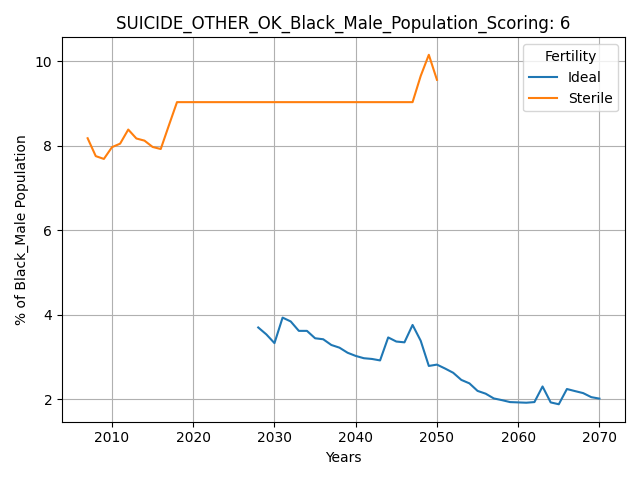 SUICIDE_OTHER_OK_Black_Male_Population_Scoring: 6
Fertility
Ideal
Sterile
% of Black_Male Population
10
8
6
4
2
2010 2020 2030 2040 2050 2060 2070
Years